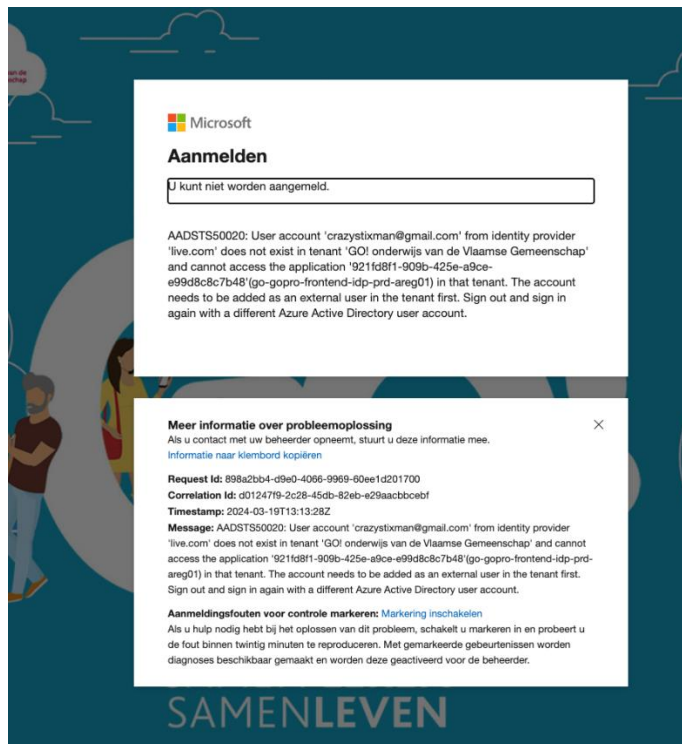 an de
schap
Microsoft
Aanmelden
U kunt niet worden aangemeld.
AADSTS50020: User account 'crazystixman@gmail.com' from identity provider
'live.com' does not exist in tenant 'GO! onderwijs van de Vlaamse Gemeenschap'
and cannot access the application '921fd8f1-909b-425e-a9ce-
e99d8c8c7b48'(go-gopro-frontend-idp-prd-areg01) in that tenant. The account
needs to be added as an external user in the tenant first. Sign out and sign in
again with a different Azure Active Directory user account.
Meer informatie over probleemoplossing
Als u contact met uw beheerder opneemt, stuurt u deze informatie mee.
Informatie naar klembord kopiëren
Request Id: 898a2bb4-d9e0-4066-9969-60ee1d201700
Correlation Id: d01247f9-2c28-45db-82eb-e29aacbbcebf
Timestamp: 2024-03-19T13:13:28Z
Message: AADSTS50020: User account 'crazystixman@gmail.com' from identity provider
'live.com' does not exist in tenant 'GO! onderwijs van de Vlaamse Gemeenschap' and cannot
access the application '921fd8f1-909b-425e-a9ce-e99d8c8c7b48'(go-gopro-frontend-idp-prd-
areg01) in that tenant. The account needs to be added as an external user in the tenant first.
Sign out and sign in again with a different Azure Active Directory user account.
Aanmeldingsfouten voor controle markeren: Markering inschakelen
Als u hulp nodig hebt bij het oplossen van dit probleem, schakelt u markeren in en probeert u
de fout binnen twintig minuten te reproduceren. Met gemarkeerde gebeurtenissen worden
diagnoses beschikbaar gemaakt en worden deze geactiveerd voor de beheerder.
SAMENLEVEN